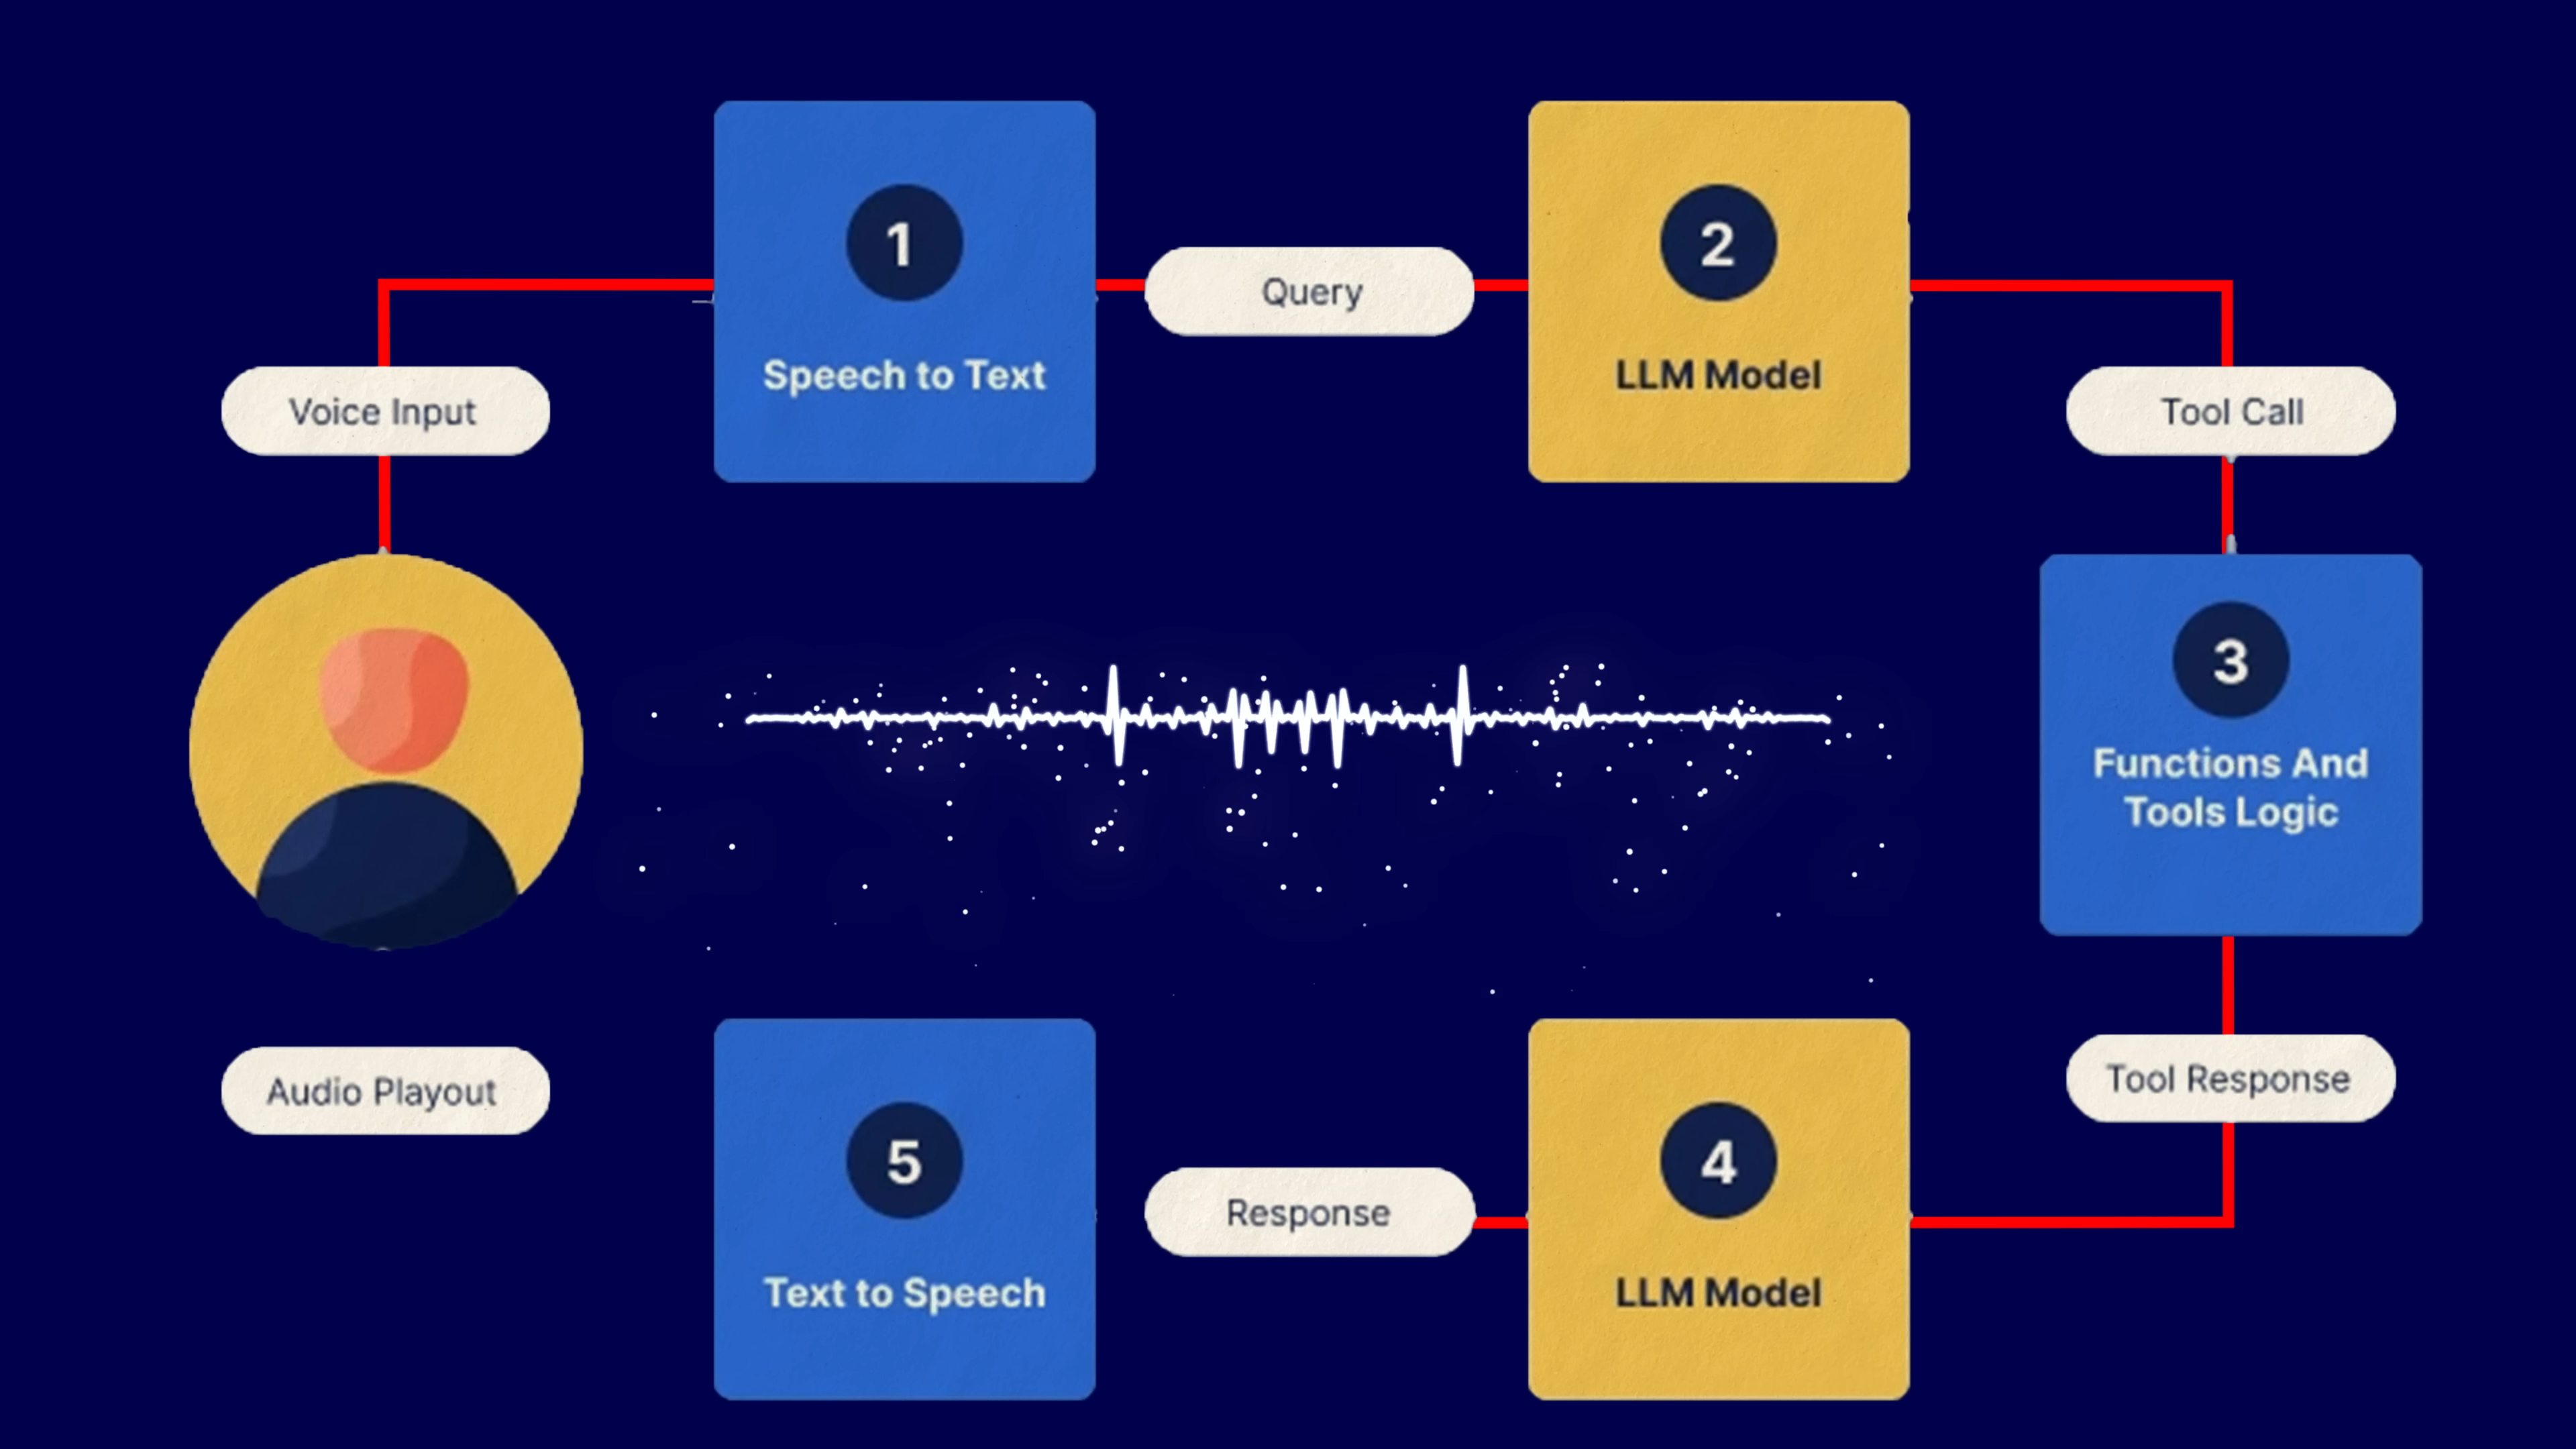 1
Speech to Text
Query
2
LLM Model
Voice Input
Tool Call
3
Functions And
Tools Logic
Audio Playout
5
Text to Speech
Response
4
LLM Model
Tool Response